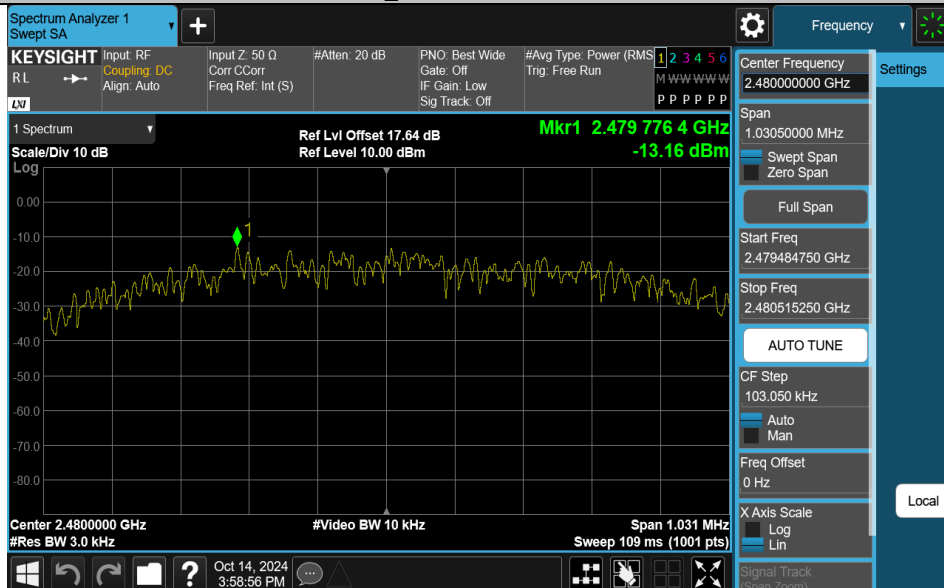 Spectrum Analyzer 1
Swept SA
+
Frequency
KEYSIGHT
RL
LXI
Input: RF
Coupling: DC
Align: Auto
Input Z: 50 Ω
Corr CCorr
Freq Ref: Int (S)
#Atten: 20 dB
PNO: Best Wide
Gate: Off
IF Gain: Low
Sig Track: Off
#Avg Type: Power (RMS
Trig: Free Run
1 2 3 4 5 6
M W W W W W
P P P P P P
Center Frequency
2.480000000 GHz
Settings
Span
1.03050000 MHz
Swept Span
Zero Span
Full Span
Start Freq
2.479484750 GHz
Stop Freq
2.480515250 GHz
AUTO TUNE
CF Step
103.050 kHz
Auto
Man
Freq Offset
0 Hz
X Axis Scale
Log
Lin
Signal Track
(Span Zoom)
Local
1 Spectrum
Scale/Div 10 dB
Log
Ref Lvl Offset 17.64 dB
Ref Level 10.00 dBm
Mkr1 2.479 776 4 GHz
-13.16 dBm
0.00
1
-10.0
-20.0
-30.0
-40.0
-50.0
-60.0
-70.0
-80.0
Center 2.4800000 GHz
#Res BW 3.0 kHz
#Video BW 10 kHz
Span 1.031 MHz
Sweep 109 ms (1001 pts)
?
Oct 14, 2024
3:58:56 PM